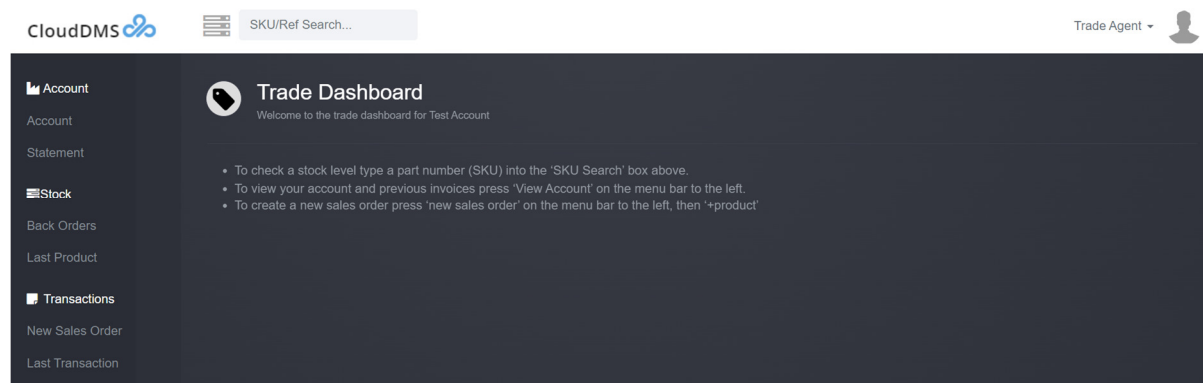 CloudDMS
SKU/Ref Search...
Trade Agent
Account
Account
Statement
Stock
Back Orders
Last Product
Transactions
New Sales Order
Last Transaction
Trade Dashboard
Welcome to the trade dashboard for Test Account
• To check a stock level type a part number (SKU) into the ‘SKU Search’ box above.
• To view your account and previous invoices press ‘View Account’ on the menu bar to the left.
• To create a new sales order press ‘new sales order’ on the menu bar to the left, then ‘+product’